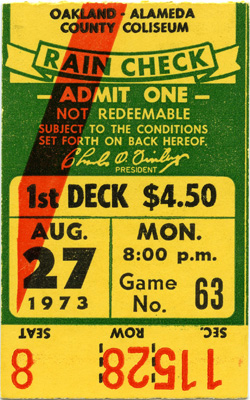 OAKLAND - ALAMEDA
COUNTY COLISEUM
RAIN CHECK
— ADMIT ONE —
NOT REDEEMABLE
SUBJECT TO THE CONDITIONS
SET FORTH ON BACK HEREOF.
Charles O. Finley
PRESIDENT
1st DECK $4.50
AUG. 27 1973
MON.
8:00 p.m.
Game No. 63
SEC. ROW SEAT
115 28 8